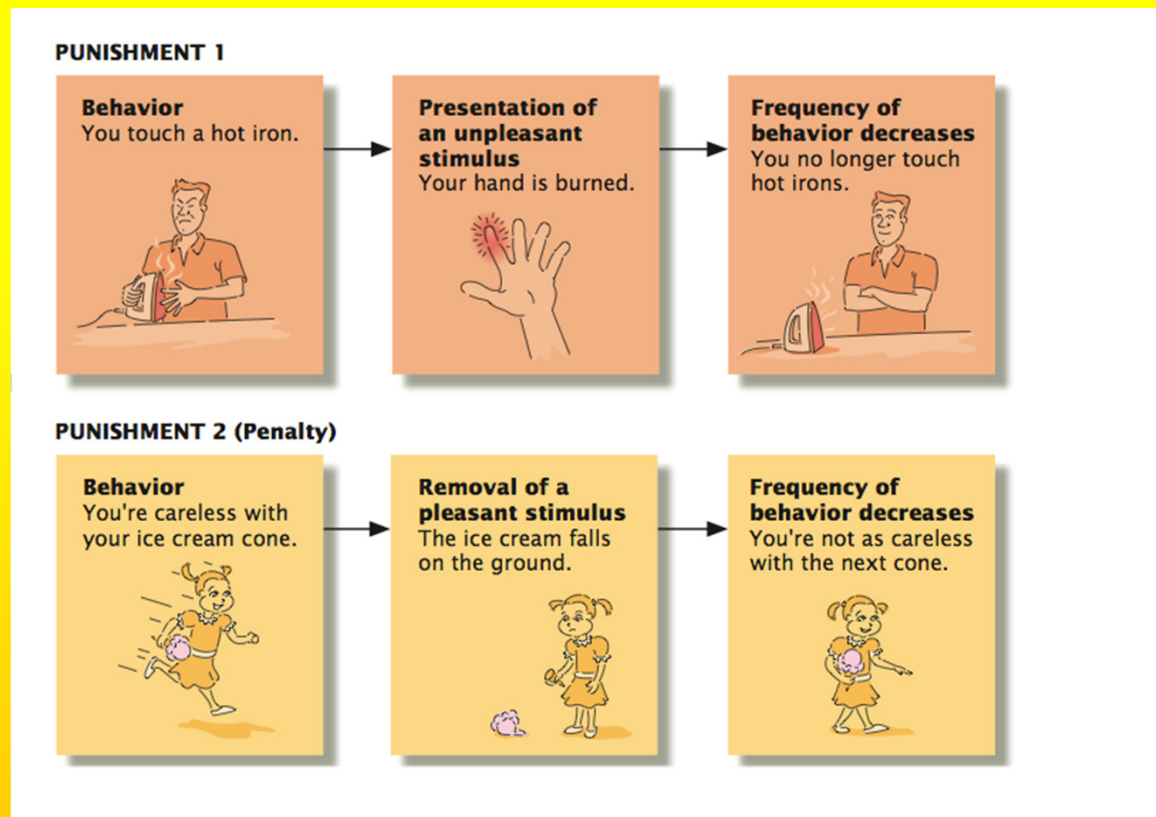 PUNISHMENT 1
Behavior
You touch a hot iron.
Presentation of
an unpleasant
stimulus
Your hand is burned.
Frequency of
behavior decreases
You no longer touch
hot irons.
PUNISHMENT 2 (Penalty)
Behavior
You're careless with
your ice cream cone.
Removal of a
pleasant stimulus
The ice cream falls
on the ground.
Frequency of
behavior decreases
You're not as careless
with the next cone.